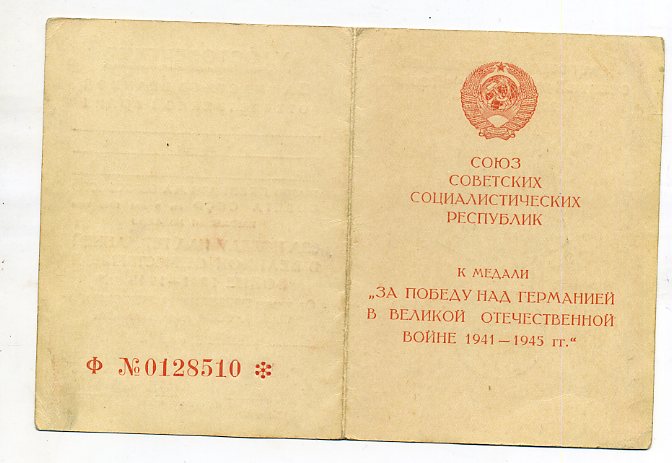 СОЮЗ
СОВЕТСКИХ
СОЦИАЛИСТИЧЕСКИХ
РЕСПУБЛИК
К МЕДАЛИ
„ЗА ПОБЕДУ НАД ГЕРМАНИЕЙ
В ВЕЛИКОЙ ОТЕЧЕСТВЕННОЙ
ВОЙНЕ 1941—1945 гг.“
Ф №0128510 ✻